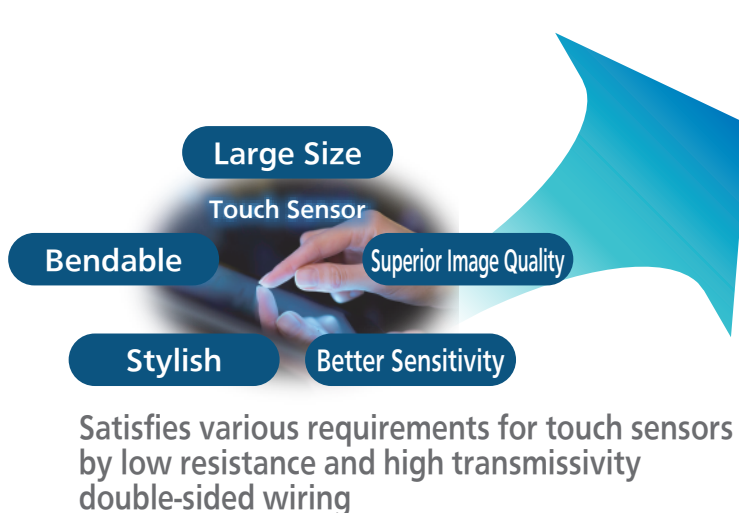 Large Size
Touch Sensor
Bendable
Superior Image Quality
Stylish
Better Sensitivity
Satisfies various requirements for touch sensors
by low resistance and high transmissivity
double-sided wiring